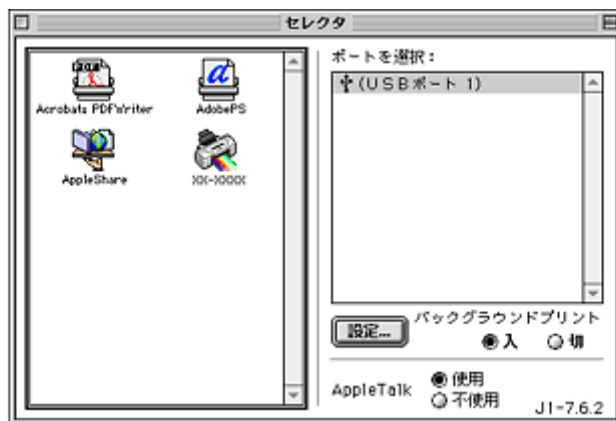 セレクタ
Acrobats PDFWriter
AdobePS
AppleShare
XX-XXXX
ポートを選択：
(USBポート 1)
設定...
バックグラウンドプリント
入 切
AppleTalk
使用
不使用
J1-7.6.2